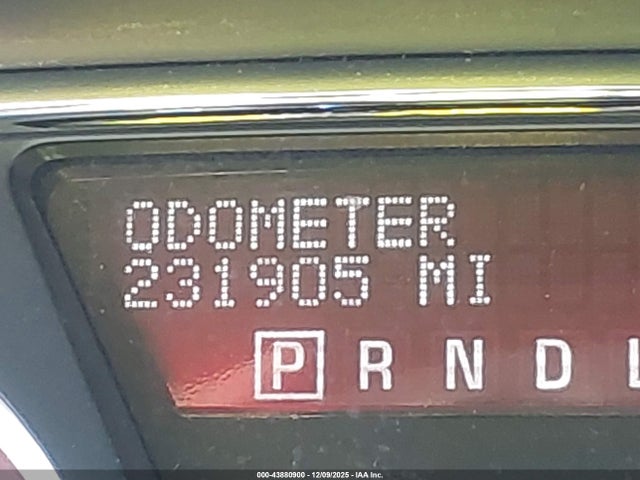 ODOMETER
231905 MI
P R N D L
000-43880900 - 12/09/2025 - IAA Inc.